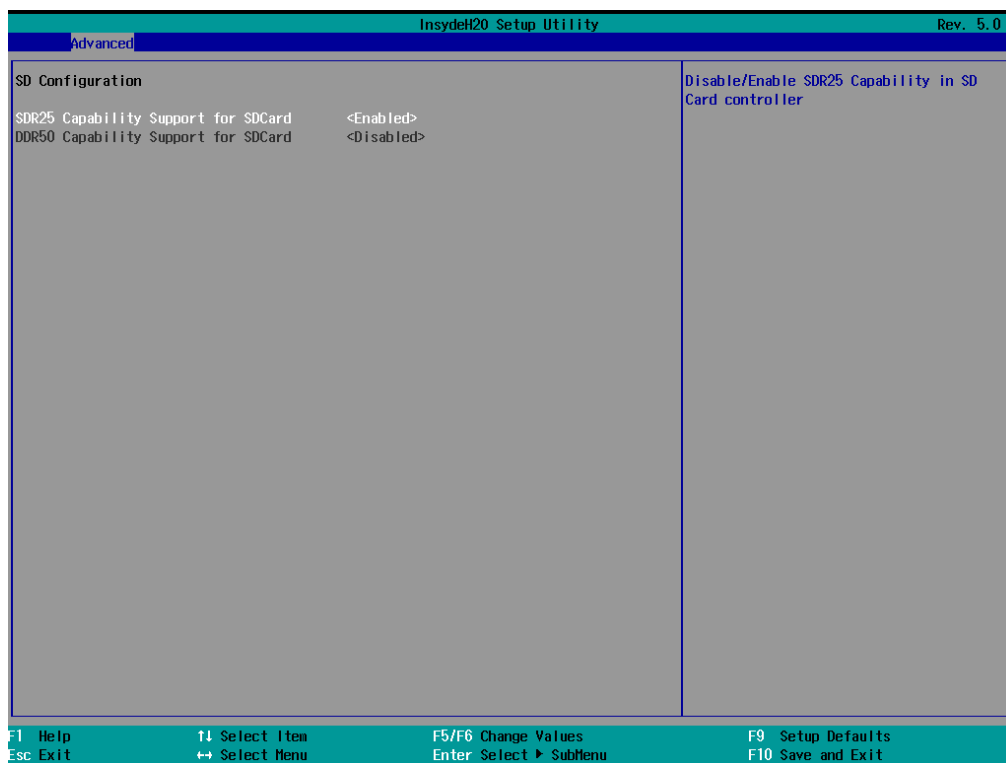 InsydeH20 Setup Utility Rev. 5.0
Advanced
SD Configuration
SDR25 Capability Support for SDCard <Enabled>
DDR50 Capability Support for SDCard <Disabled>
Disable/Enable SDR25 Capability in SD
Card controller
F1 Help ↑↓ Select Item F5/F6 Change Values F9 Setup Defaults
Esc Exit ←→ Select Menu Enter Select ▶ SubMenu F10 Save and Exit